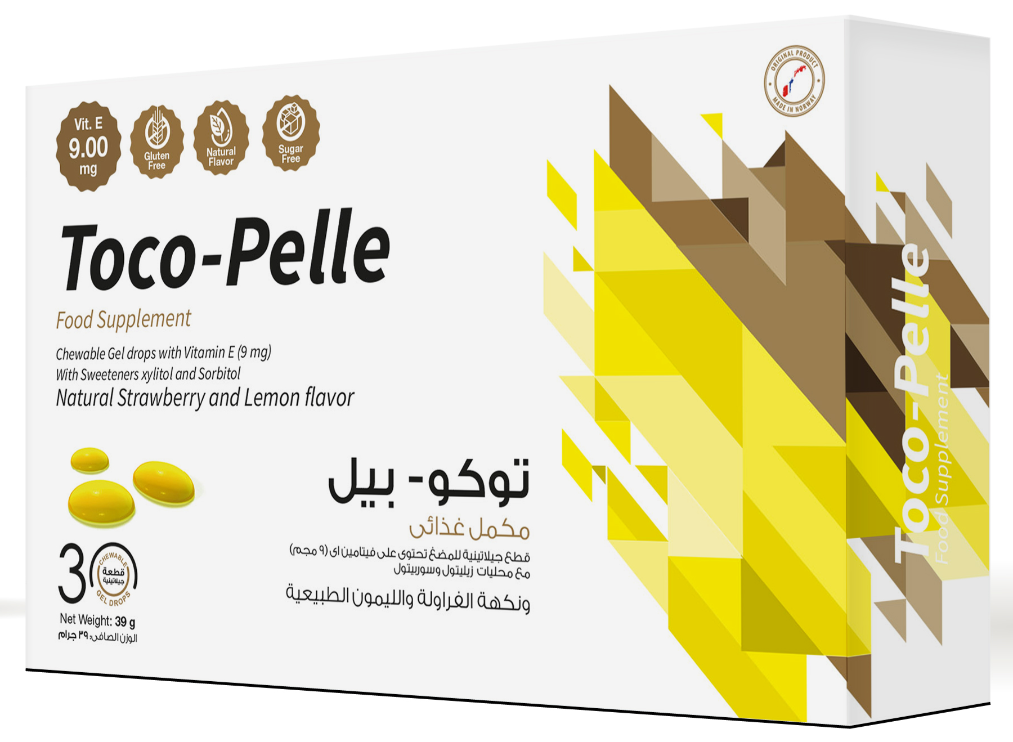 Vit. E
9.00
mg
Gluten
Free
Natural
Flavor
Sugar
Free
ORIGINAL PRODUCT
MADE IN NORWAY
Toco-Pelle
Food Supplement
Chewable Gel drops with Vitamin E (9 mg)
With Sweeteners xylitol and Sorbitol
Natural Strawberry and Lemon flavor
توكو- بيل
مكمل غذائى
قطع جيلاتينية للمضغ تحتوى على فيتامين اى (٩ مجم)
مع محليات زيليتول وسوربيتول
ونكهة الفراولة والليمون الطبيعية
30
CHEWABLE
قطعة
جيلاتينية
GEL DROPS
Net Weight: 39 g
الوزن الصافى: ٣٩ جرام
Toco-Pelle
Food Supplement